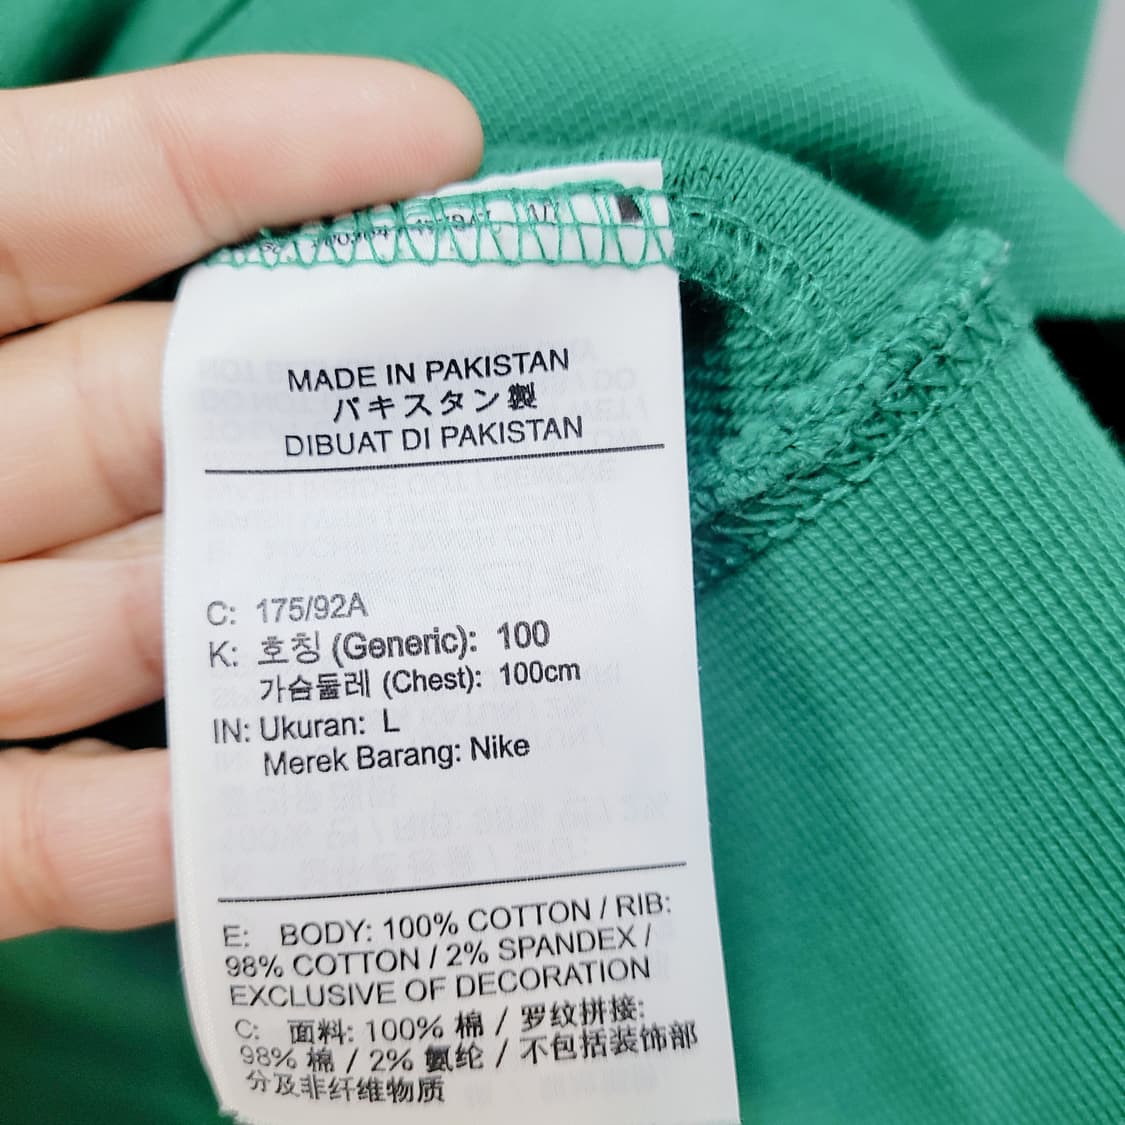 MADE IN PAKISTAN
パキスタン製
DIBUAT DI PAKISTAN
C: 175/92A
K: 호칭 (Generic): 100
가슴둘레 (Chest): 100cm
IN: Ukuran: L
Merek Barang: Nike
E: BODY: 100% COTTON / RIB:
98% COTTON / 2% SPANDEX /
EXCLUSIVE OF DECORATION
C: 面料: 100% 棉 / 罗纹拼接:
98% 棉 / 2% 氨纶 / 不包括装饰部
分及非纤维物质